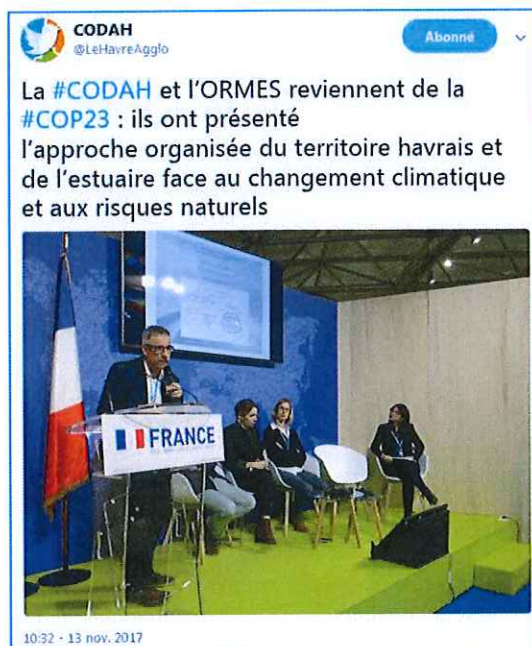 CODAH
@LeHavreAgglo
Abonné
La #CODAH et l'ORMES reviennent de la
#COP23 : ils ont présenté
l'approche organisée du territoire havrais et
de l'estuaire face au changement climatique
et aux risques naturels
FRANCE
10:32 - 13 nov. 2017